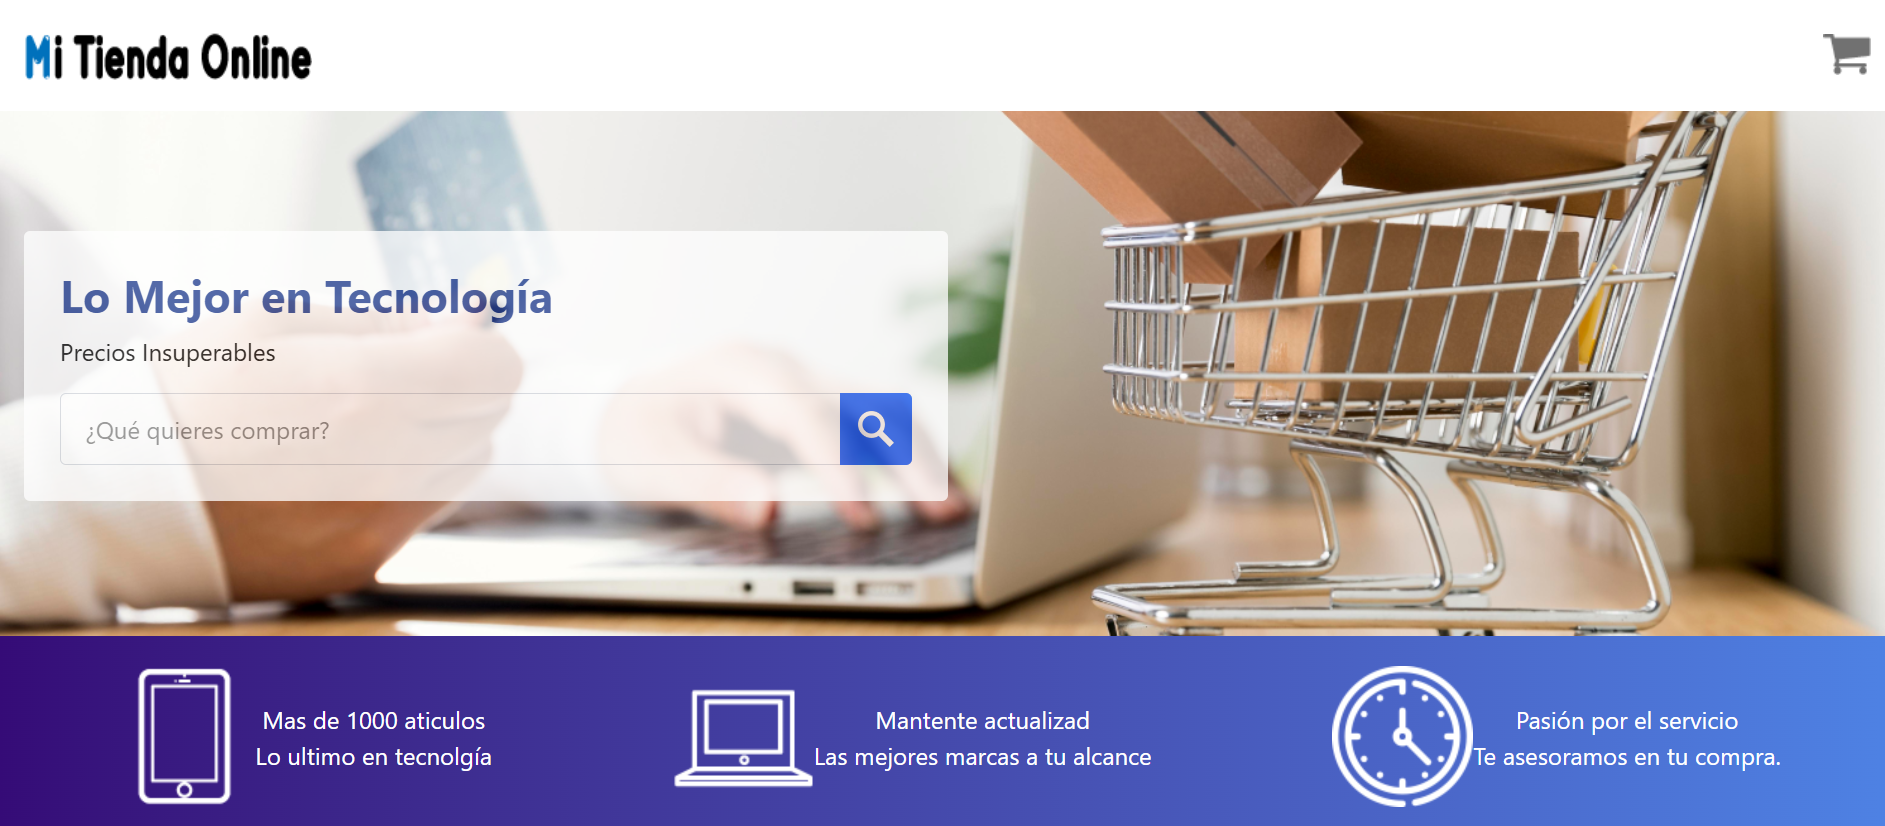 Mi Tienda Online
Lo Mejor en Tecnología
Precios Insuperables
¿Qué quieres comprar?
Mas de 1000 aticulos
Lo ultimo en tecnolgía
Mantente actualizad
Las mejores marcas a tu alcance
Pasión por el servicio
Te asesoramos en tu compra.